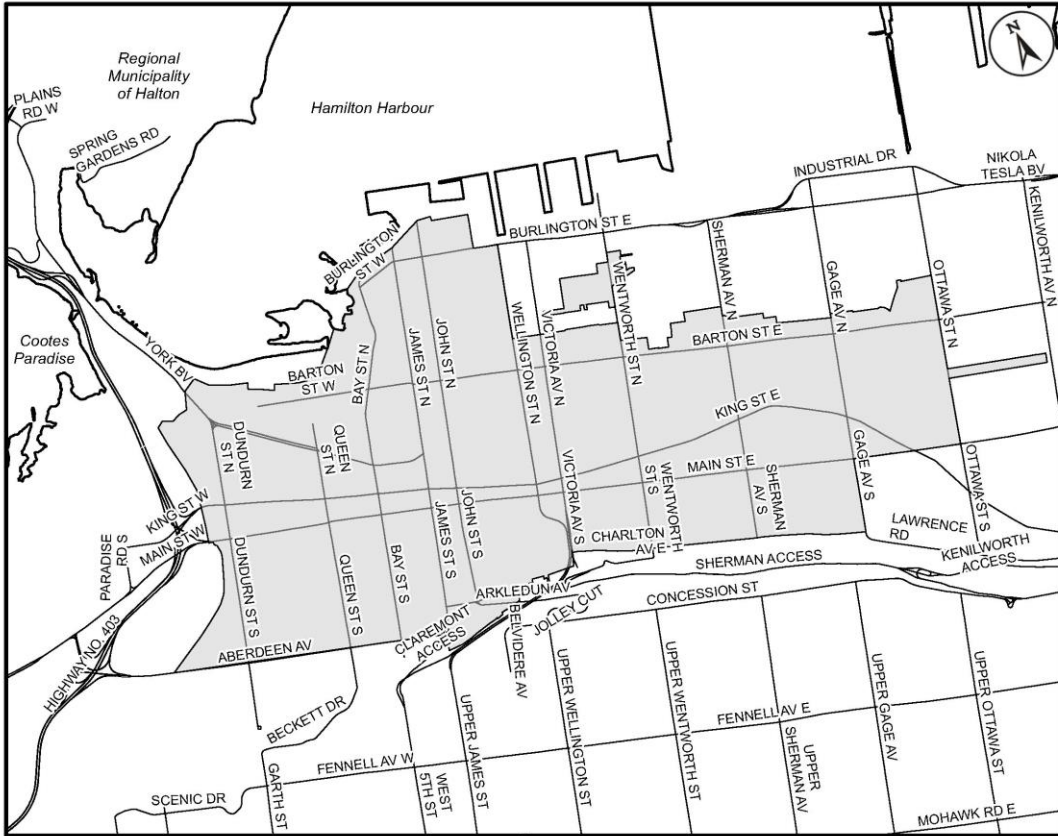 N
Regional
Municipality
of Halton
Hamilton Harbour
PLAINS
RD W
SPRING
GARDENS RD
INDUSTRIAL DR
NIKOLA
TESLA BV
KENILWORTH AV N
BURLINGTON ST E
BURLINGTON
ST W
SHERMAN AV N
GAGE AV N
OTTAWA ST N
WENTWORTH ST N
Cootes
Paradise
YORK BV
BARTON
ST W
BAY ST N
JAMES ST N
JOHN ST N
WELLINGTON ST N
VICTORIA AV N
BARTON ST E
KING ST E
DUNDURN
ST N
QUEEN
ST N
MAIN ST E
KING ST W
MAIN ST W
PARADISE
RD S
JAMES ST S
JOHN ST S
VICTORIA AV S
WENTWORTH
ST S
SHERMAN
AV S
GAGE AV S
OTTAWA ST S
LAWRENCE
RD
KENILWORTH
ACCESS
CHARLTON
AV E
SHERMAN ACCESS
CONCESSION ST
DUNDURN ST S
QUEEN ST S
BAY ST S
ARKLEDUN AV
CLAREMONT
ACCESS
BELVIDERE AV
JOLLEY CUT
ABERDEEN AV
HIGHWAY NO. 403
BECKETT DR
FENNELL AV W
FENNELL AV E
SCENIC DR
GARTH ST
WEST
5TH ST
UPPER JAMES ST
UPPER WELLINGTON ST
UPPER WENTWORTH ST
UPPER
SHERMAN AV
UPPER GAGE AV
UPPER OTTAWA ST
MOHAWK RD E